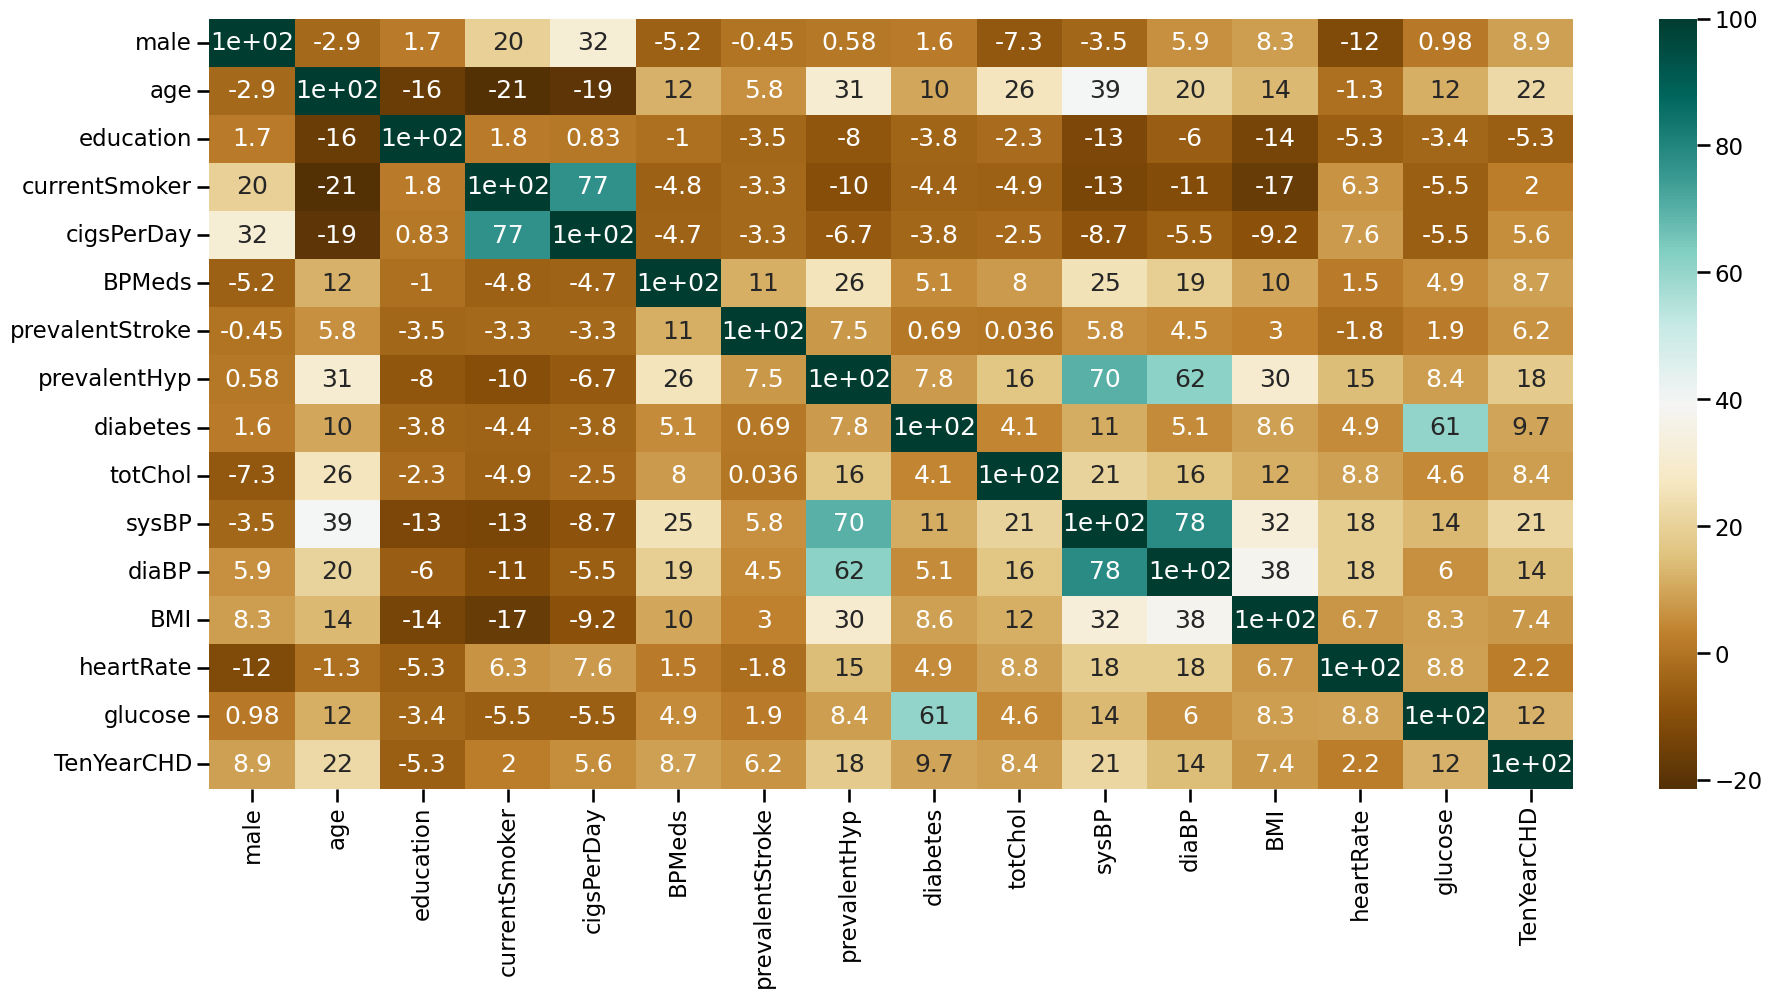 male 1e+02 -2.9 1.7 20 32 -5.2 -0.45 0.58 1.6 -7.3 -3.5 5.9 8.3 -12 0.98 8.9
age -2.9 1e+02 -16 -21 -19 12 5.8 31 10 26 39 20 14 -1.3 12 22
education 1.7 -16 1e+02 1.8 0.83 -1 -3.5 -8 -3.8 -2.3 -13 -6 -14 -5.3 -3.4 -5.3
currentSmoker 20 -21 1.8 1e+02 77 -4.8 -3.3 -10 -4.4 -4.9 -13 -11 -17 6.3 -5.5 2
cigsPerDay 32 -19 0.83 77 1e+02 -4.7 -3.3 -6.7 -3.8 -2.5 -8.7 -5.5 -9.2 7.6 -5.5 5.6
BPMeds -5.2 12 -1 -4.8 -4.7 1e+02 11 26 5.1 8 25 19 10 1.5 4.9 8.7
prevalentStroke -0.45 5.8 -3.5 -3.3 -3.3 11 1e+02 7.5 0.69 0.036 5.8 4.5 3 -1.8 1.9 6.2
prevalentHyp 0.58 31 -8 -10 -6.7 26 7.5 1e+02 7.8 16 70 62 30 15 8.4 18
diabetes 1.6 10 -3.8 -4.4 -3.8 5.1 0.69 7.8 1e+02 4.1 11 5.1 8.6 4.9 61 9.7
totChol -7.3 26 -2.3 -4.9 -2.5 8 0.036 16 4.1 1e+02 21 16 12 8.8 4.6 8.4
sysBP -3.5 39 -13 -13 -8.7 25 5.8 70 11 21 1e+02 78 32 18 14 21
diaBP 5.9 20 -6 -11 -5.5 19 4.5 62 5.1 16 78 1e+02 38 18 6 14
BMI 8.3 14 -14 -17 -9.2 10 3 30 8.6 12 32 38 1e+02 6.7 8.3 7.4
heartRate -12 -1.3 -5.3 6.3 7.6 1.5 -1.8 15 4.9 8.8 18 18 6.7 1e+02 8.8 2.2
glucose 0.98 12 -3.4 -5.5 -5.5 4.9 1.9 8.4 61 4.6 14 6 8.3 8.8 1e+02 12
TenYearCHD 8.9 22 -5.3 2 5.6 8.7 6.2 18 9.7 8.4 21 14 7.4 2.2 12 1e+02
male
age
education
currentSmoker
cigsPerDay
BPMeds
prevalentStroke
prevalentHyp
diabetes
totChol
sysBP
diaBP
BMI
heartRate
glucose
TenYearCHD
100
80
60
40
20
0
−20